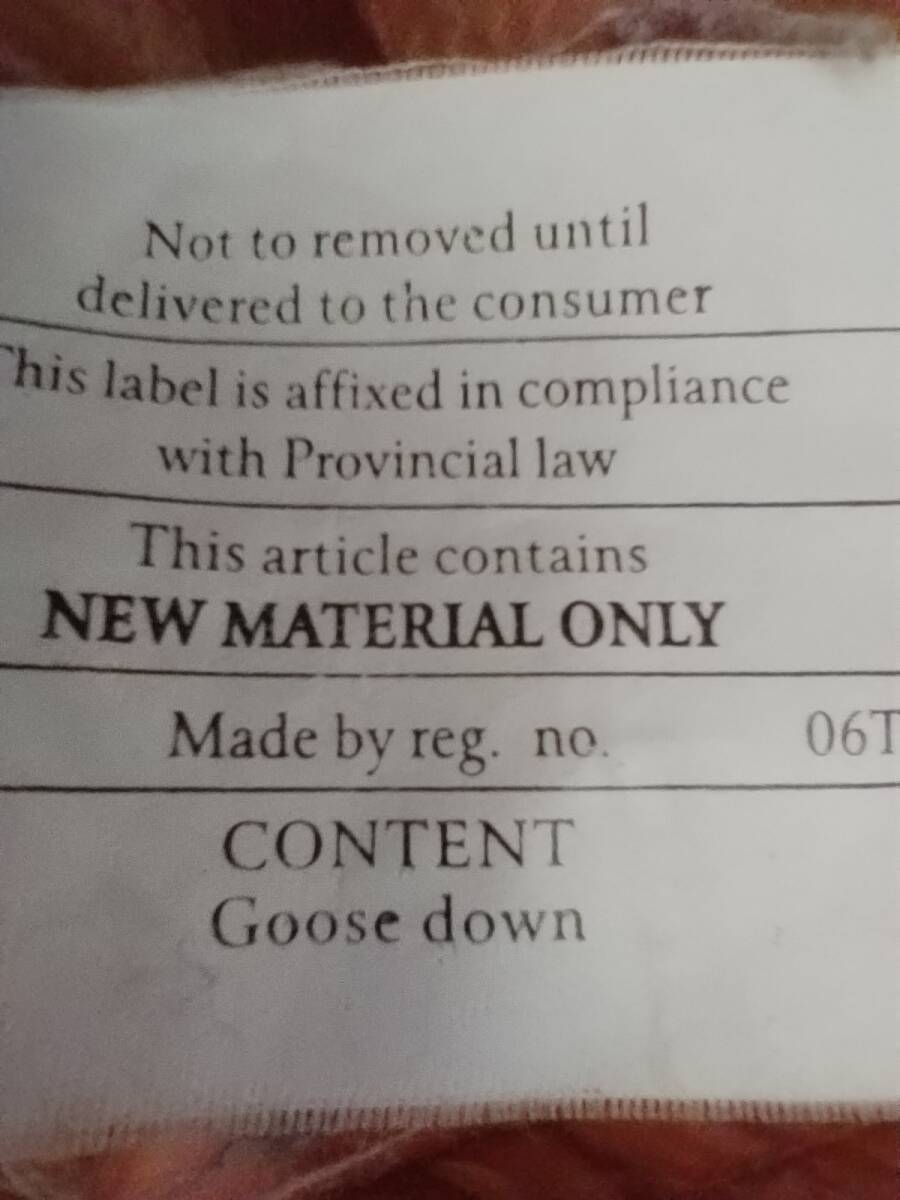 Not to removed until
delivered to the consumer
This label is affixed in compliance
with Provincial law
This article contains
NEW MATERIAL ONLY
Made by reg. no. 06T
CONTENT
Goose down